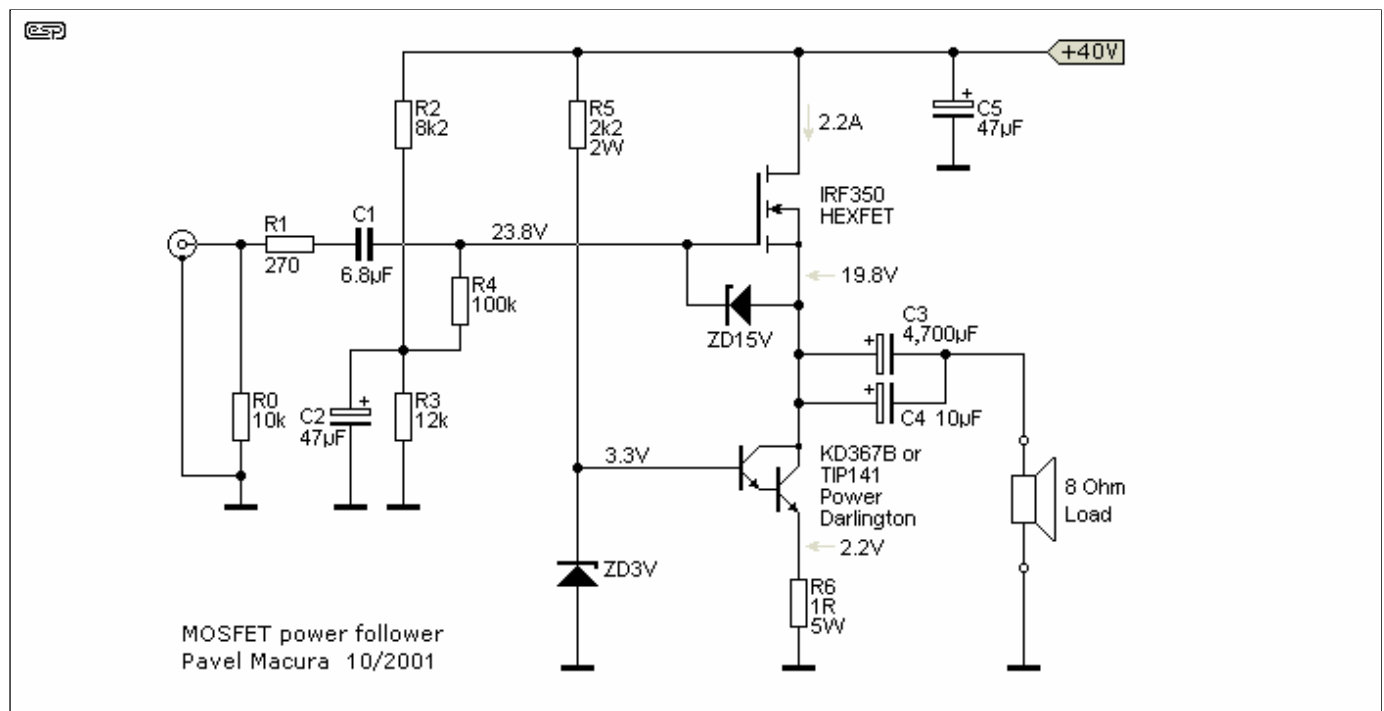 esp
+40V
R2
8k2
R5
2k2
2W
2.2A
C5
47µF
+
IRF350
HEXFET
R1
270
C1
6.8µF
23.8V
R4
100k
19.8V
ZD15V
C3
4,700µF
+
+
C4 10µF
R0
10k
C2
47µF
+
R3
12k
3.3V
KD367B or
TIP141
Power
Darlington
8 Ohm
Load
2.2V
ZD3V
R6
1R
5W
MOSFET power follower
Pavel Macura 10/2001